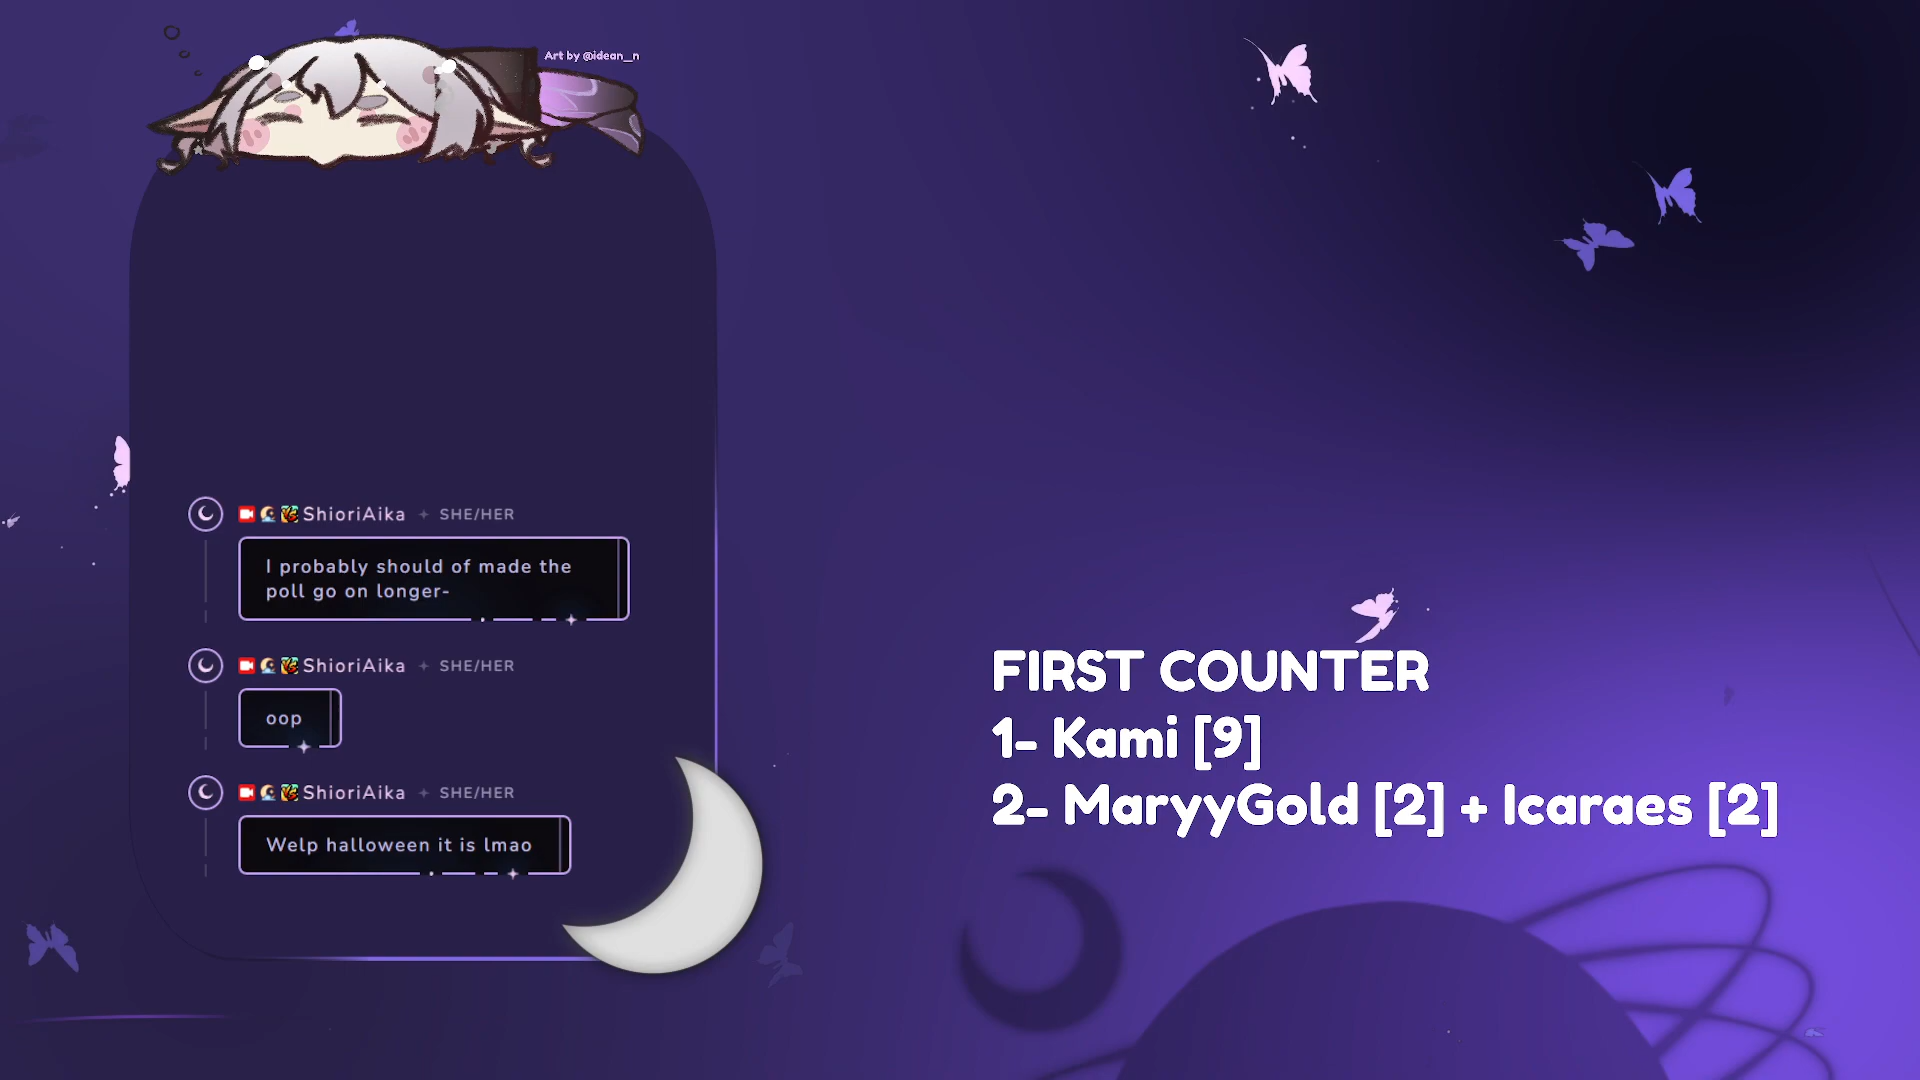 Art by @idean__n
ShioriAika + SHE/HER
I probably should of made the
poll go on longer-
ShioriAika + SHE/HER
oop
ShioriAika + SHE/HER
Welp halloween it is lmao
FIRST COUNTER
1- Kami [9]
2- MaryyGold [2] + Icaraes [2]